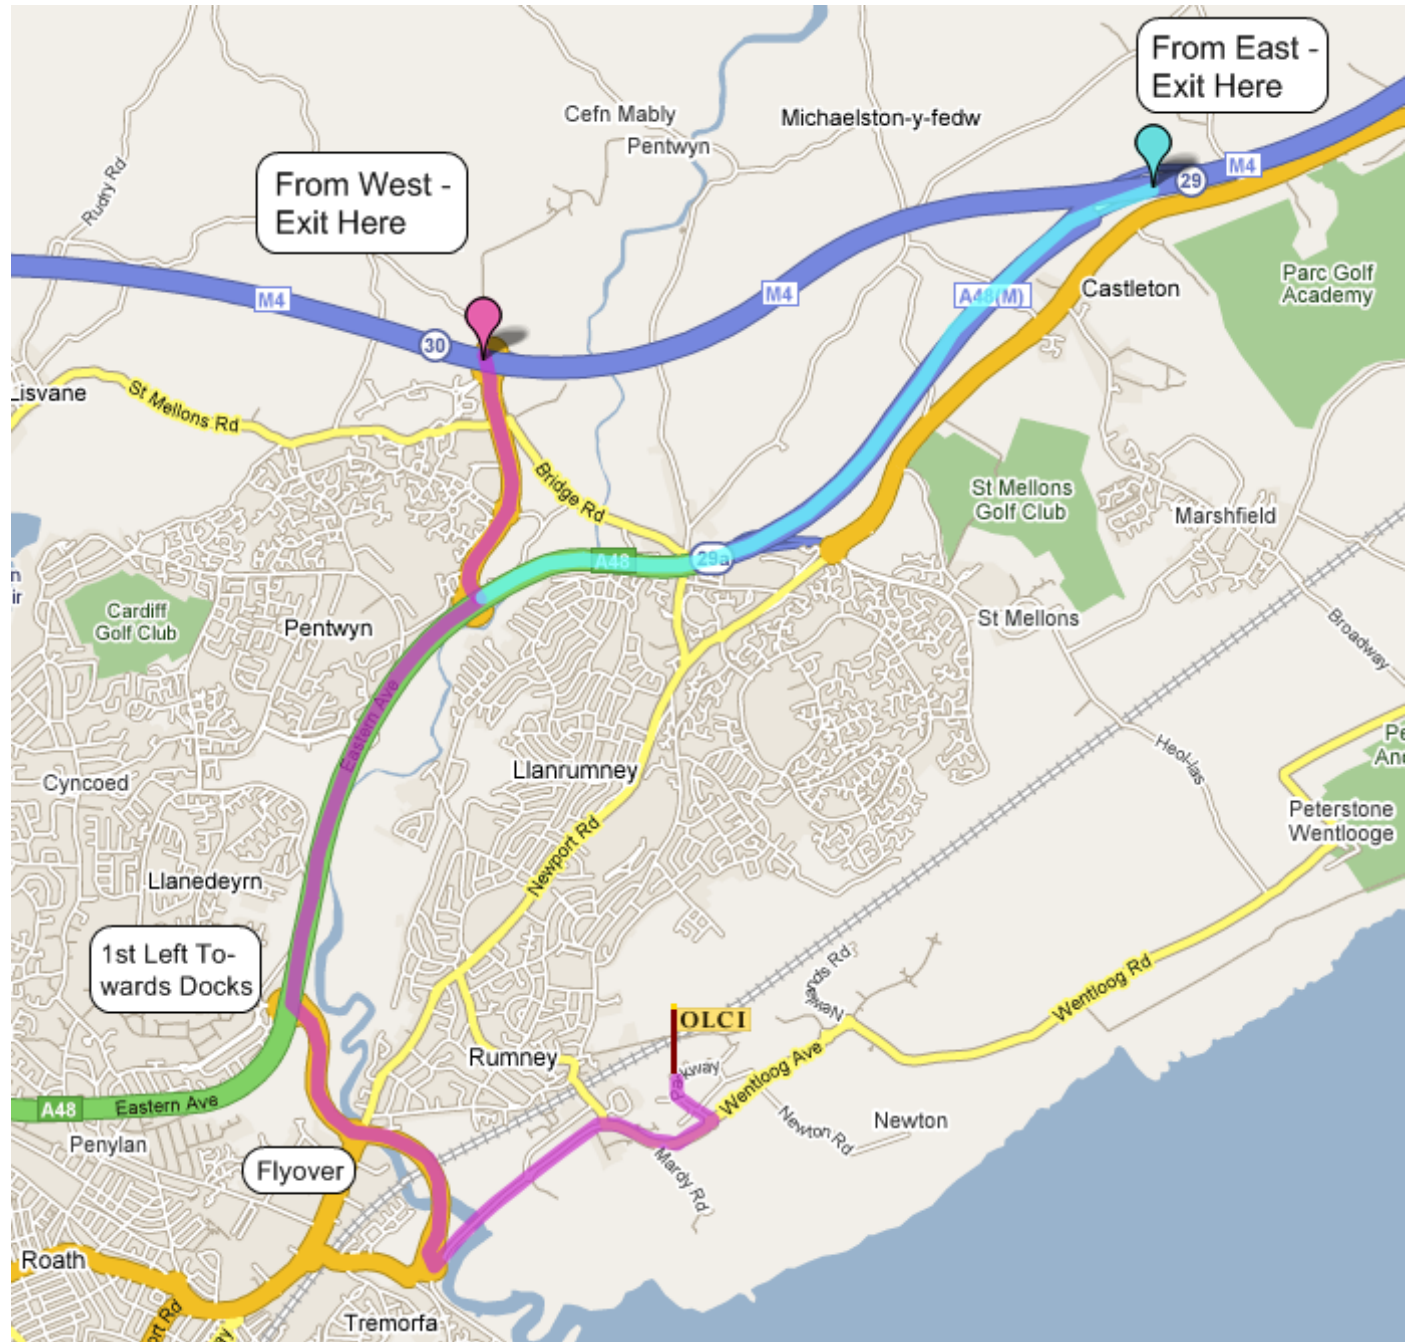 From East -
Exit Here
Cefn Mably
Michaelston-y-fedw
Pentwyn
Rudry Rd
From West -
Exit Here
M4
29
M4
M4
M4
30
A48(M)
Castleton
Parc Golf
Academy
Lisvane
St Mellons Rd
Bridge Rd
St Mellons
Golf Club
Marshfield
A48
29a
Cardiff
Golf Club
Pentwyn
St Mellons
Broadway
Eastern Ave
Heol-las
Llanrumney
Cyncoed
Peterstone
Wentlooge
Newport Rd
Llanedeyrn
1st Left To-
wards Docks
Wentloog Rd
OLCI
Rumney
Wentloog Ave
A48
Eastern Ave
Penylan
Newton Rd
Newton
Flyover
Mardy Rd
Roath
Tremorfa